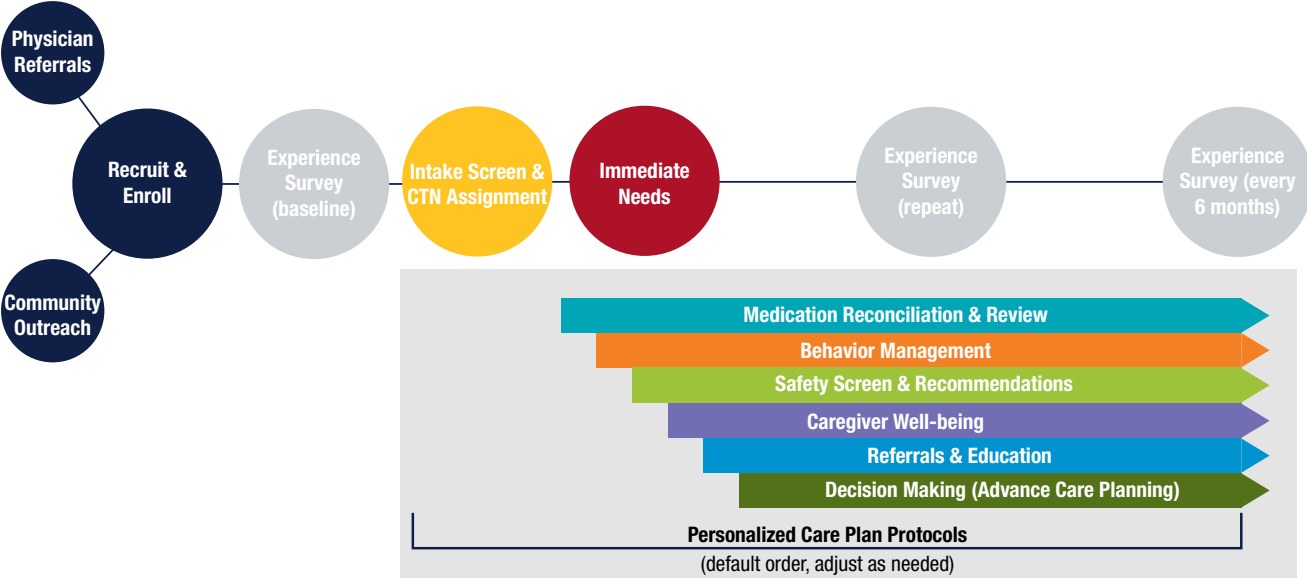 Physician
Referrals
Recruit &
Enroll
Community
Outreach
Experience
Survey
(baseline)
Intake Screen &
CTN Assignment
Immediate
Needs
Experience
Survey
(repeat)
Experience
Survey (every
6 months)
Medication Reconciliation & Review
Behavior Management
Safety Screen & Recommendations
Caregiver Well-being
Referrals & Education
Decision Making (Advance Care Planning)
Personalized Care Plan Protocols
(default order, adjust as needed)